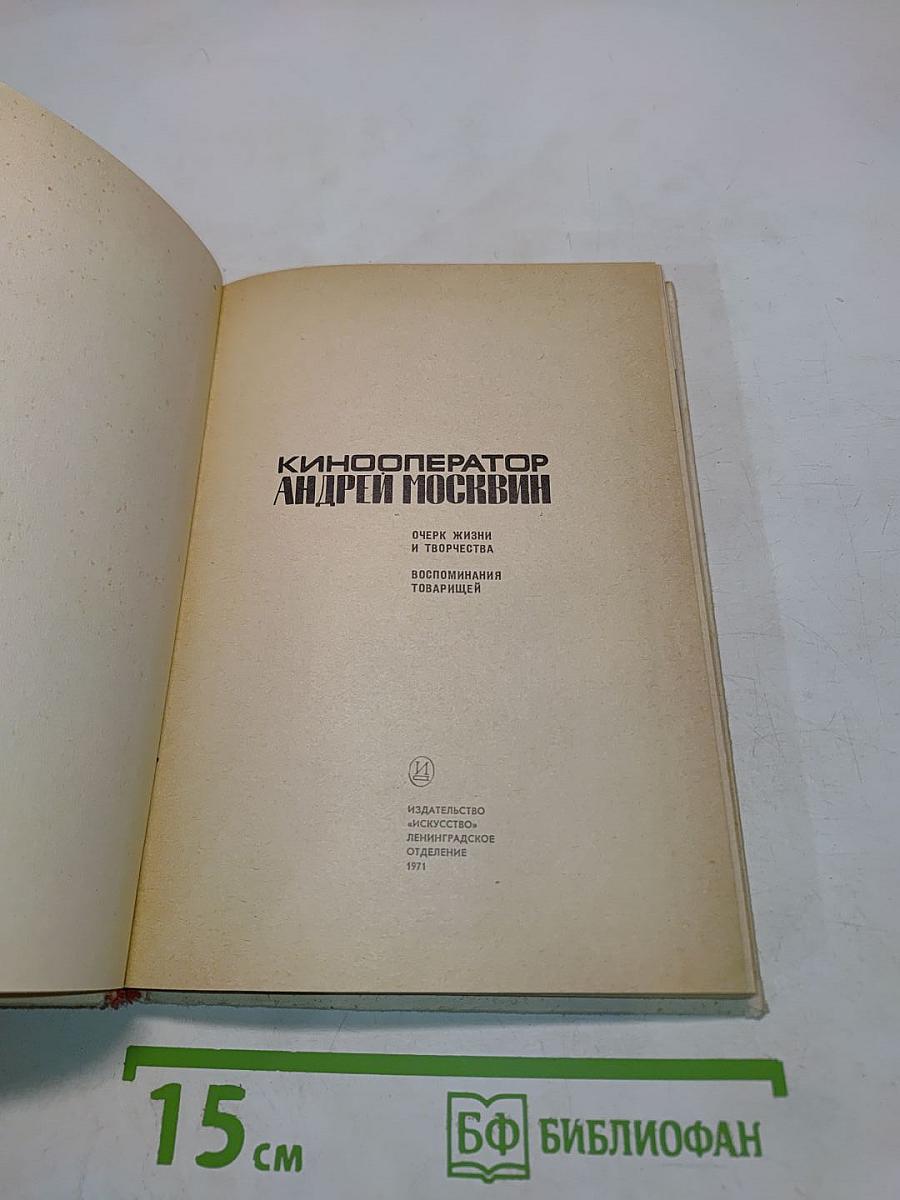 КИНООПЕРАТОР
АНДРЕЙ МОСКВИН
ОЧЕРК ЖИЗНИ
И ТВОРЧЕСТВА
ВОСПОМИНАНИЯ
ТОВАРИЩЕЙ
И
ИЗДАТЕЛЬСТВО
«ИСКУССТВО»
ЛЕНИНГРАДСКОЕ
ОТДЕЛЕНИЕ
1971
15 см
БФ БИБЛИОФАН